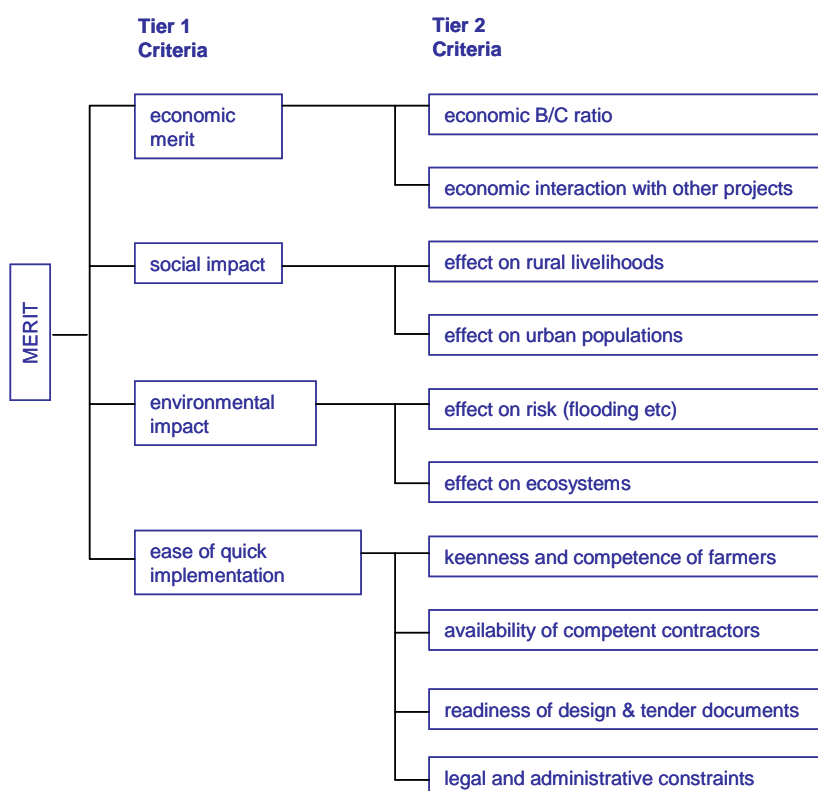 Tier 1
Criteria
Tier 2
Criteria
MERIT
economic
merit
economic B/C ratio
economic interaction with other projects
social impact
effect on rural livelihoods
effect on urban populations
environmental
impact
effect on risk (flooding etc)
effect on ecosystems
ease of quick
implementation
keenness and competence of farmers
availability of competent contractors
readiness of design & tender documents
legal and administrative constraints